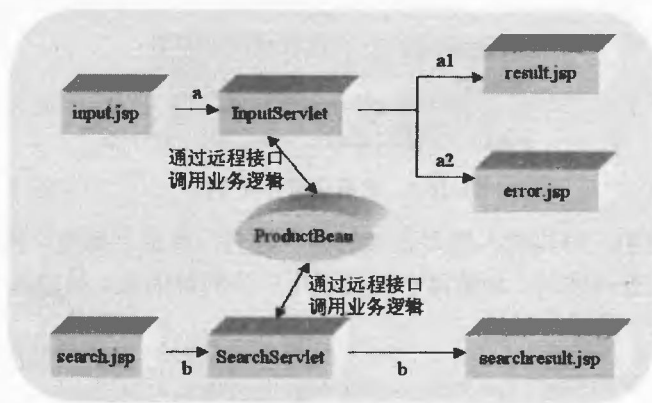 a
a1
result.jsp
input.jsp
InputServlet
通过远程接口
调用业务逻辑
a2
error.jsp
ProductBean
通过远程接口
调用业务逻辑
search.jsp
b
SearchServlet
b
searchresult.jsp